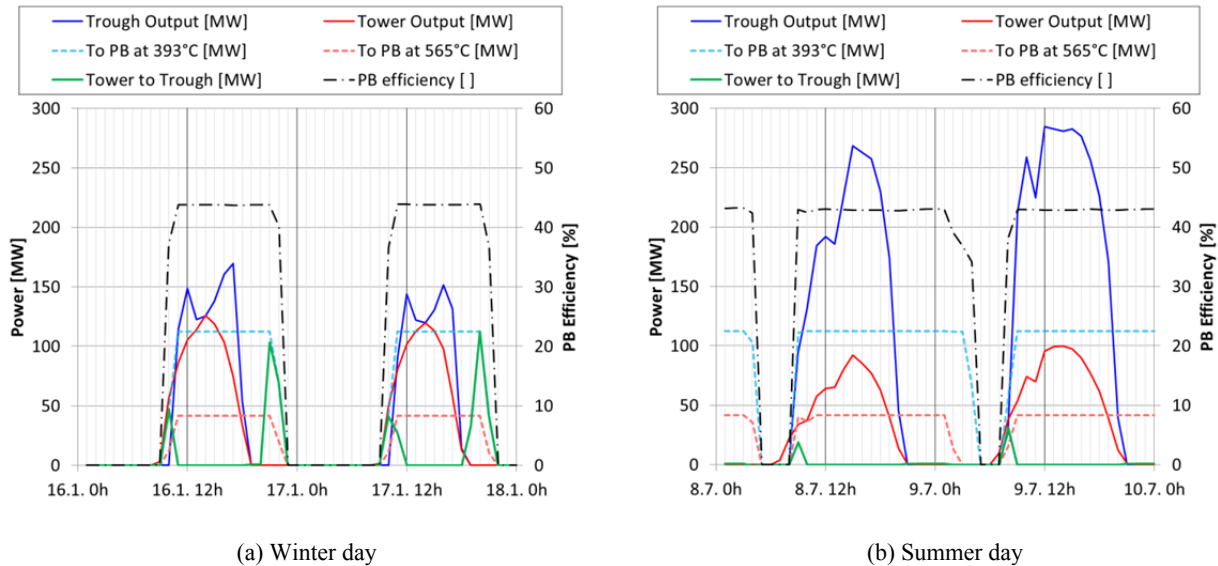 Trough Output [MW] Tower Output [MW]
To PB at 393°C [MW] To PB at 565°C [MW]
Tower to Trough [MW] PB efficiency [ ]
300 60
250 50
200 40
150 30
100 20
50 10
0 0
Power [MW]
PB Efficiency [%]
16.1. 0h 16.1. 12h 17.1. 0h 17.1. 12h 18.1. 0h
(a) Winter day
Trough Output [MW] Tower Output [MW]
To PB at 393°C [MW] To PB at 565°C [MW]
Tower to Trough [MW] PB efficiency [ ]
300 60
250 50
200 40
150 30
100 20
50 10
0 0
Power [MW]
PB Efficiency [%]
8.7. 0h 8.7. 12h 9.7. 0h 9.7. 12h 10.7. 0h
(b) Summer day